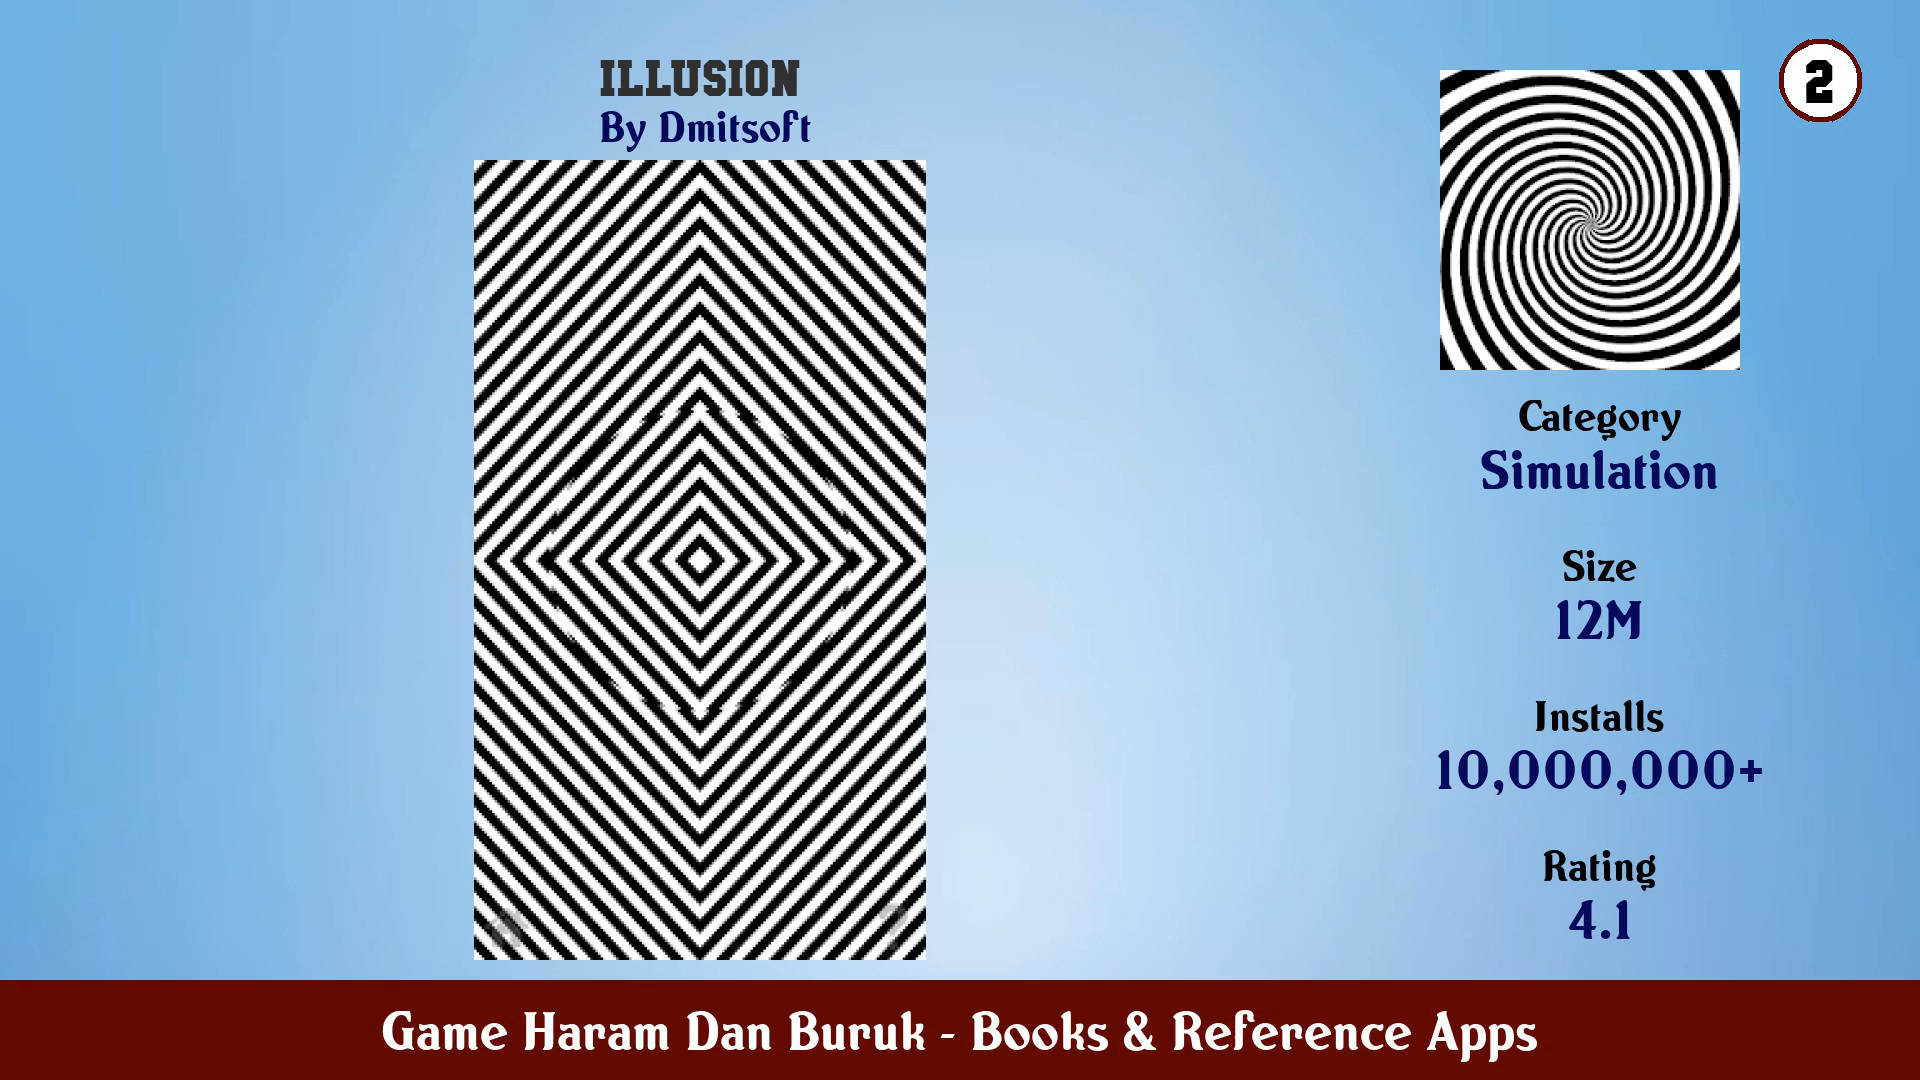 ILLUSION
By Dmitsoft
2
Category
Simulation
Size
12M
Installs
10,000,000+
Rating
4.1
Game Haram Dan Buruk - Books & Reference Apps